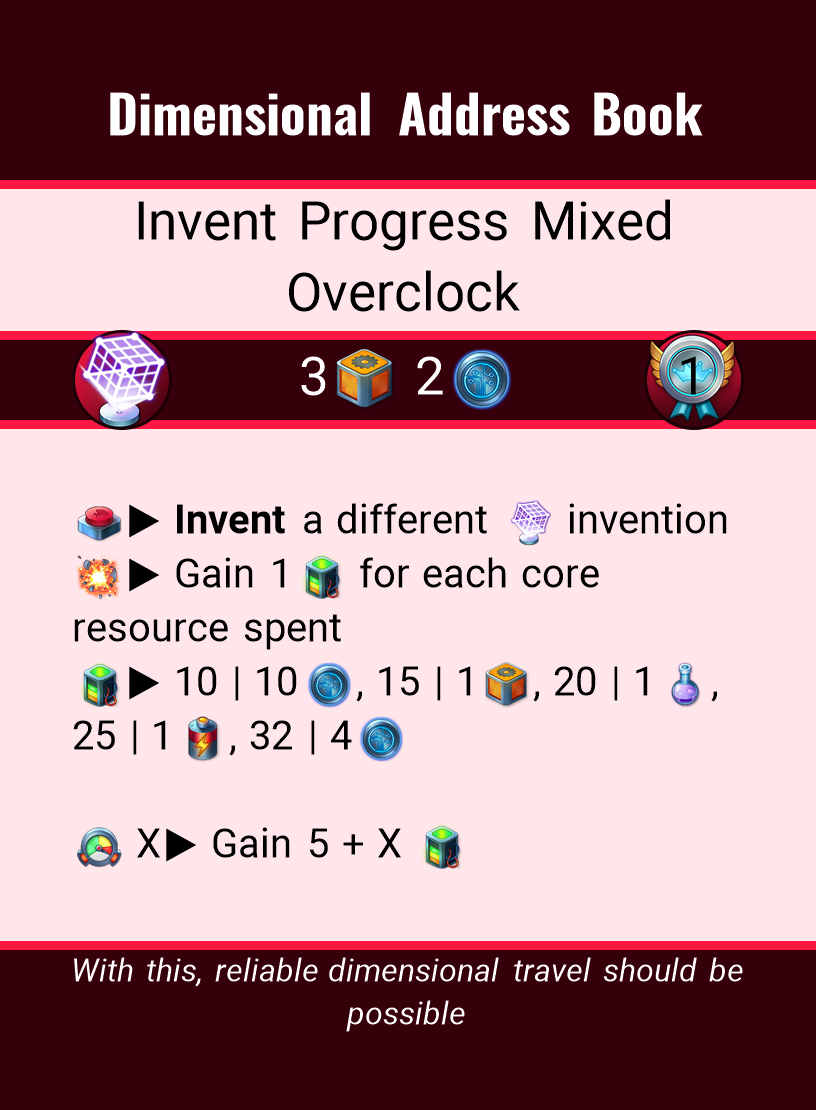 Dimensional Address Book
Invent Progress Mixed
Overclock
3 2 1
▶ Invent a different invention
▶ Gain 1 for each core
resource spent
▶ 10 | 10 , 15 | 1 , 20 | 1 ,
25 | 1 , 32 | 4
X▶ Gain 5 + X
With this, reliable dimensional travel should be
possible